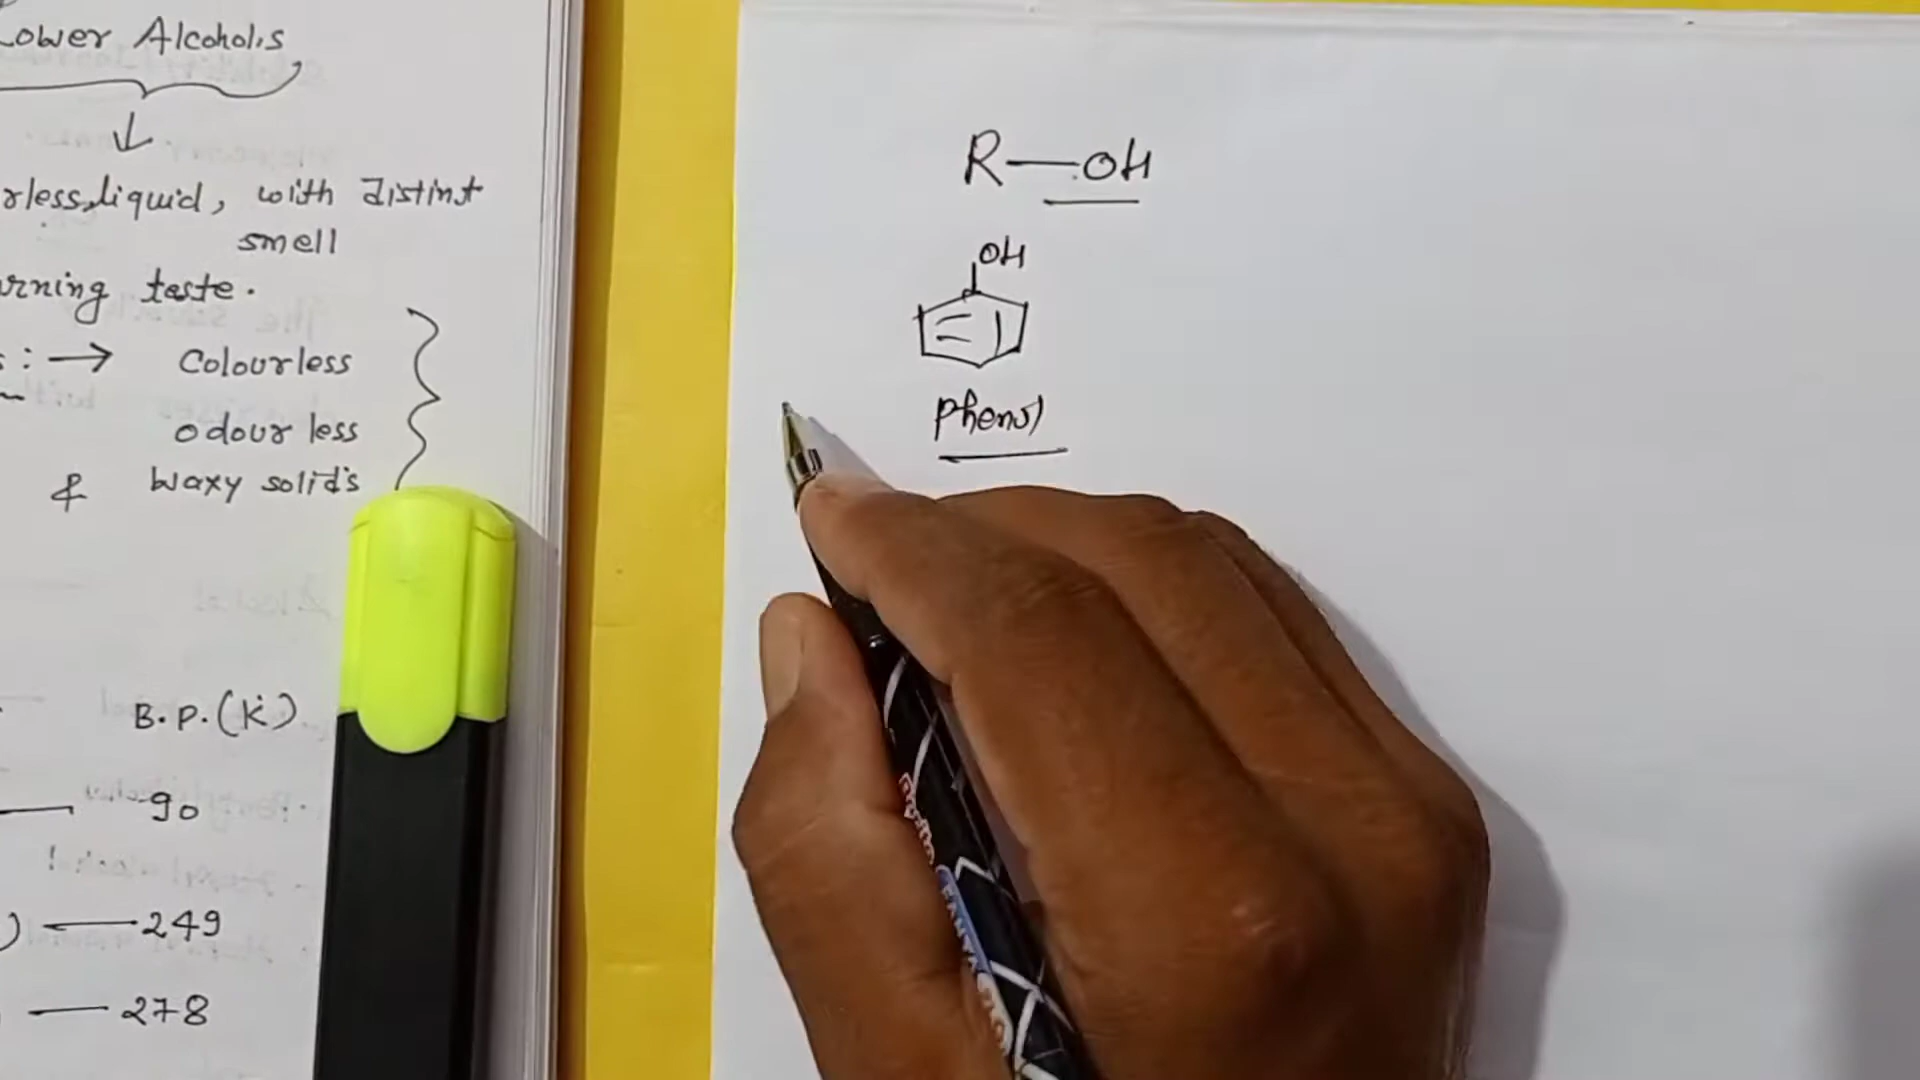 Lower Alcohols
rless, liquid, with distinct
smell
urning taste.
s : → Colourless
odour less
& waxy solids
B.P. (K)
90
) — 249
— 278
R—OH
OH
Phenol